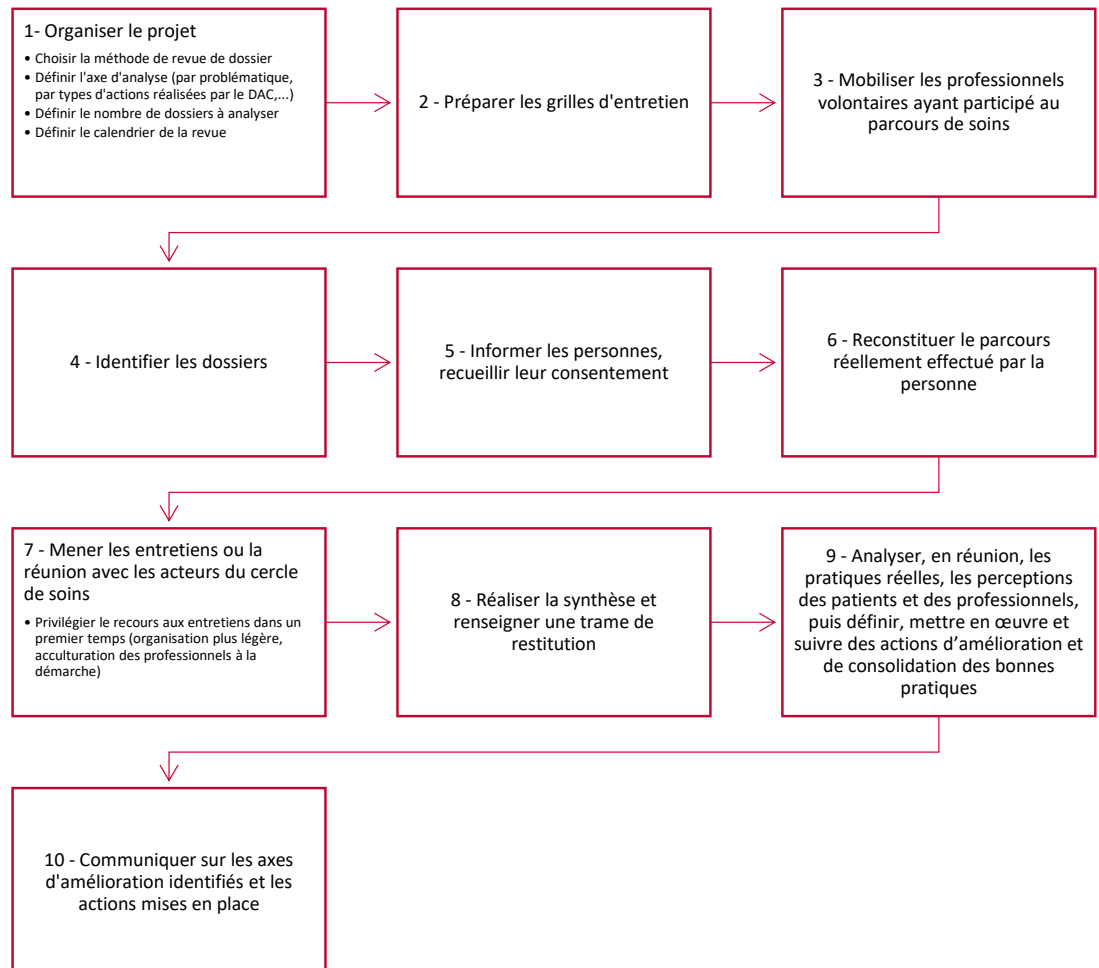 1- Organiser le projet
• Choisir la méthode de revue de dossier
• Définir l'axe d'analyse (par problématique,
par types d'actions réalisées par le DAC,...)
• Définir le nombre de dossiers à analyser
• Définir le calendrier de la revue
2 - Préparer les grilles d'entretien
3 - Mobiliser les professionnels
volontaires ayant participé au
parcours de soins
4 - Identifier les dossiers
5 - Informer les personnes,
recueillir leur consentement
6 - Reconstituer le parcours
réellement effectué par la
personne
7 - Mener les entretiens ou la
réunion avec les acteurs du cercle
de soins
• Privilégier le recours aux entretiens dans un
premier temps (organisation plus légère,
acculturation des professionnels à la
démarche)
8 - Réaliser la synthèse et
renseigner une trame de
restitution
9 - Analyser, en réunion, les
pratiques réelles, les perceptions
des patients et des professionnels,
puis définir, mettre en œuvre et
suivre des actions d’amélioration et
de consolidation des bonnes
pratiques
10 - Communiquer sur les axes
d'amélioration identifiés et les
actions mises en place